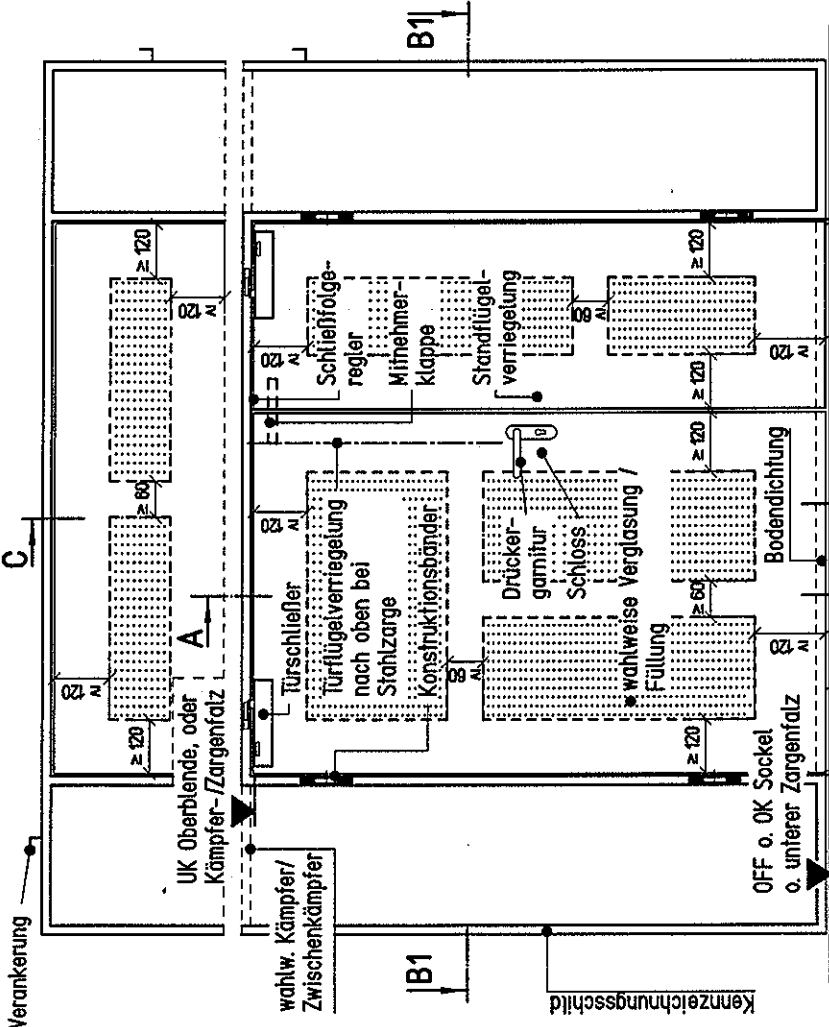 Verankerung
C
B1
≥ 120
≥ 60
≥ 120
≥ 120
≥ 120
UK Oberblende, oder
Kämpfer-/Zargenfalz
A
wahlw. Kämpfer/
Zwischenkämpfer
Türschließer
Türflügelverriegelung
nach oben bei
Stahlzarge
Konstruktionsbänder
≥ 120
≥ 120
Schließfolge-
regler
Mitnehmer-
klappe
Standflügel-
verriegelung
≥ 60
≥ 60
Drücker-
garnitur
Schloss
wahlweise Verglasung /
Füllung
≥ 120
≥ 60
≥ 120
≥ 120
≥ 120
≥ 120
≥ 120
Bodendichtung
OFF o. OK Sockel
o. unterer Zargenfalz
B1
Kennzeichnungsschild